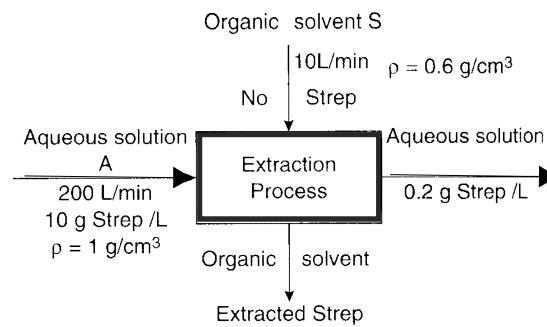 Organic solvent S
10L/min ρ = 0.6 g/cm³
No Strep
Aqueous solution
A
200 L/min
10 g Strep /L
ρ = 1 g/cm³
Extraction
Process
Aqueous solution
0.2 g Strep /L
Organic solvent
Extracted Strep